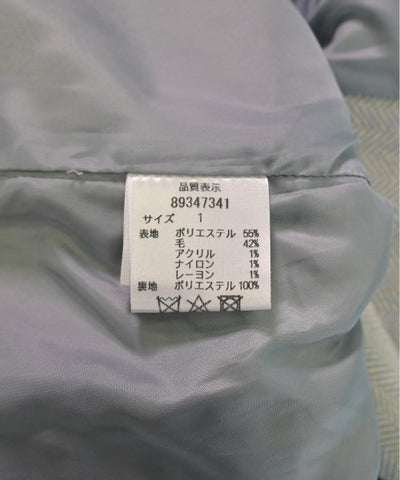 品質表示
89347341
サイズ 1
表地 ポリエステル 55%
毛 42%
アクリル 1%
ナイロン 1%
レーヨン 1%
裏地 ポリエステル 100%